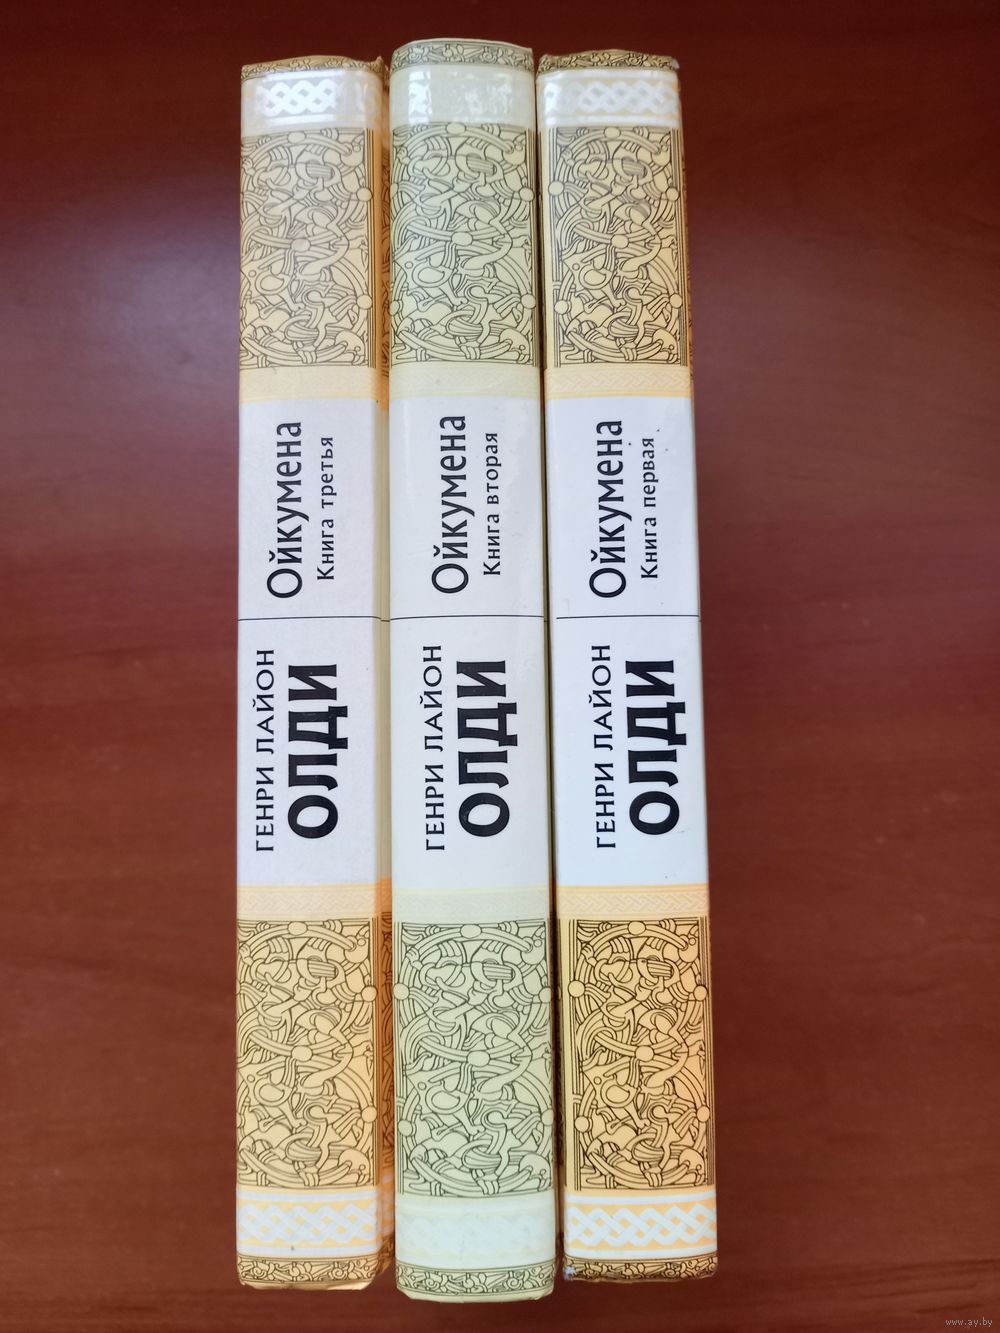 ГЕНРИ ЛАЙОН
ОЛДИ
Ойкумена
Книга третья
ГЕНРИ ЛАЙОН
ОЛДИ
Ойкумена
Книга вторая
ГЕНРИ ЛАЙОН
ОЛДИ
Ойкумена
Книга первая
www.ay.by